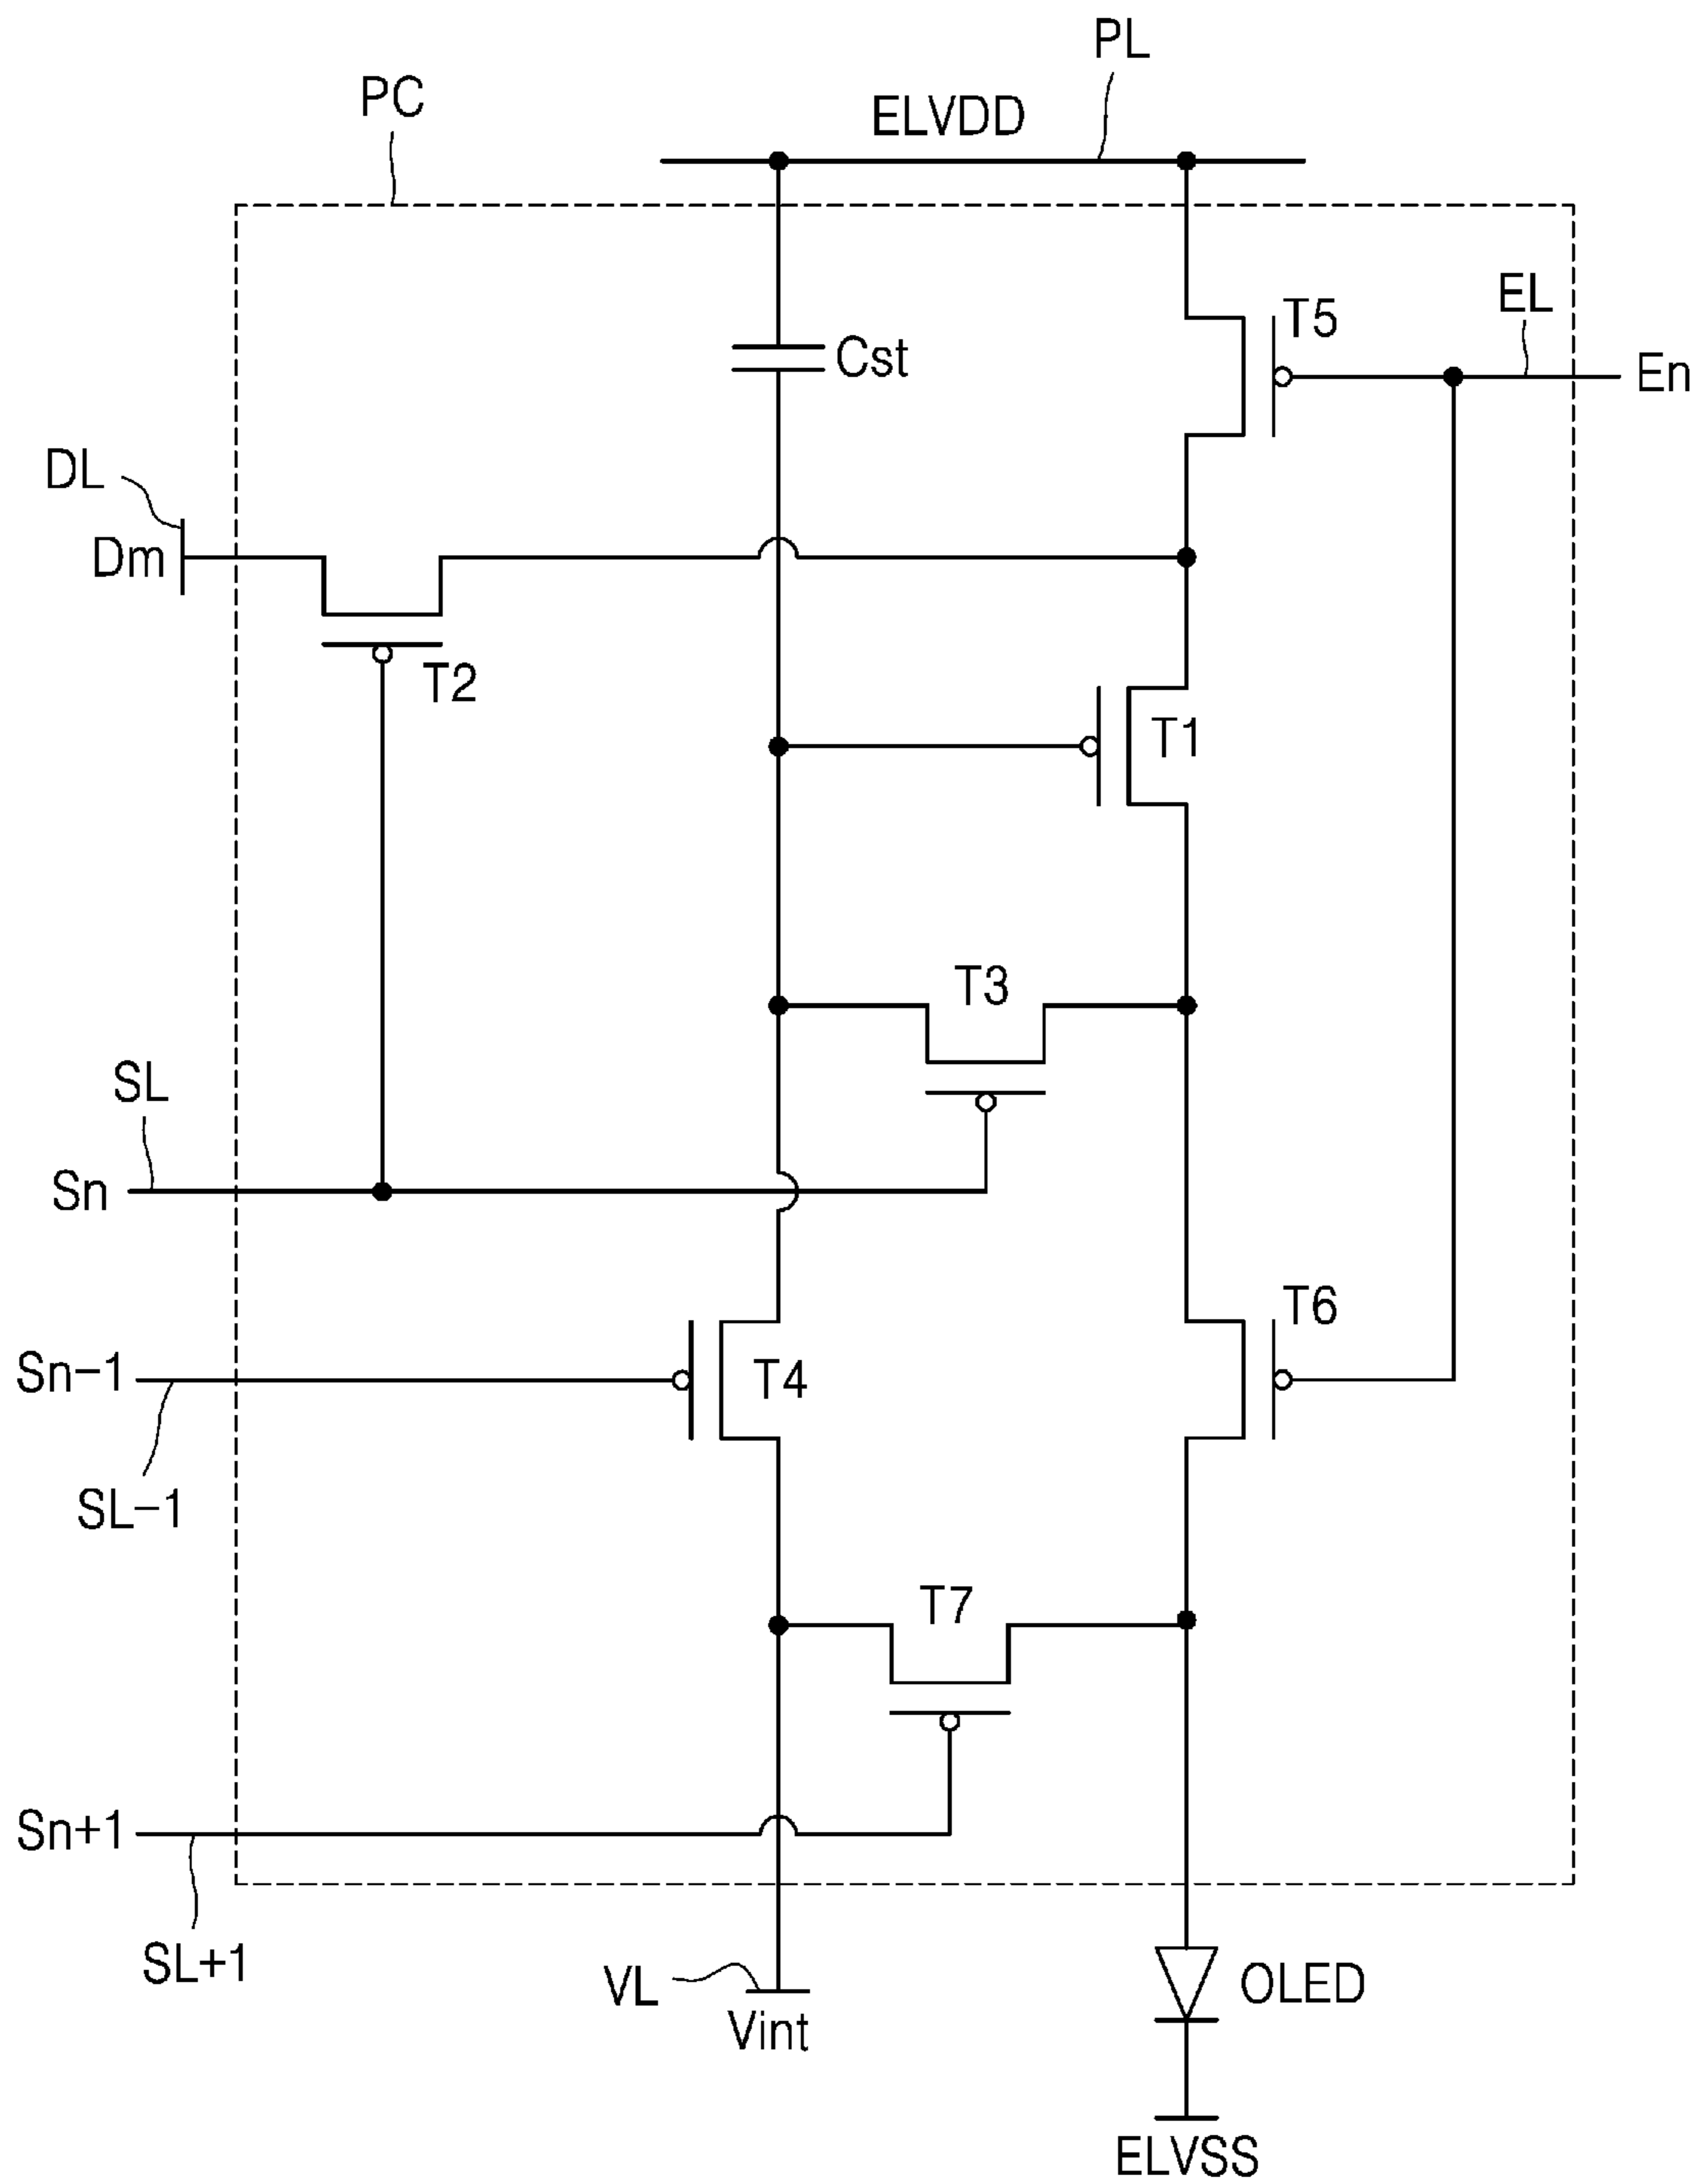 PL
PC
ELVDD
EL
T5
Cst
En
DL
Dm
T2
T1
T3
SL
Sn
T6
Sn-1
T4
SL-1
T7
Sn+1
SL+1
VL
OLED
Vint
ELVSS